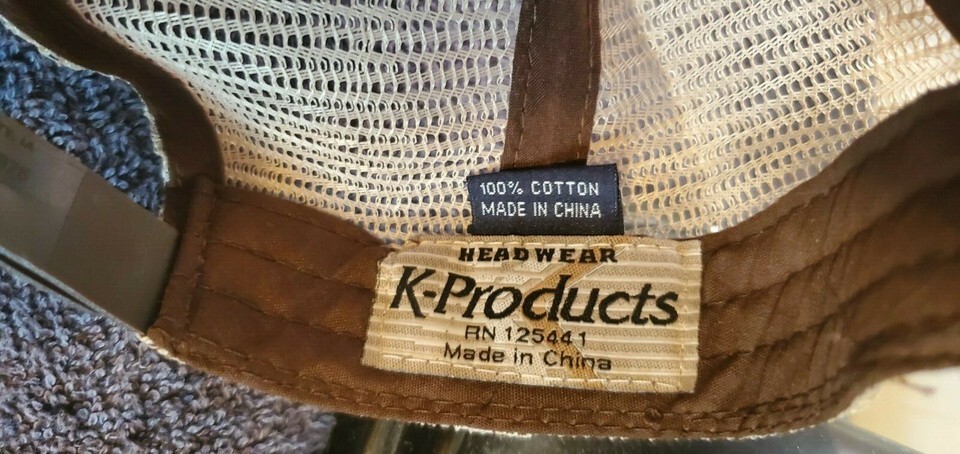 100% COTTON
MADE IN CHINA
HEADWEAR
K-Products
RN 125441
Made in China